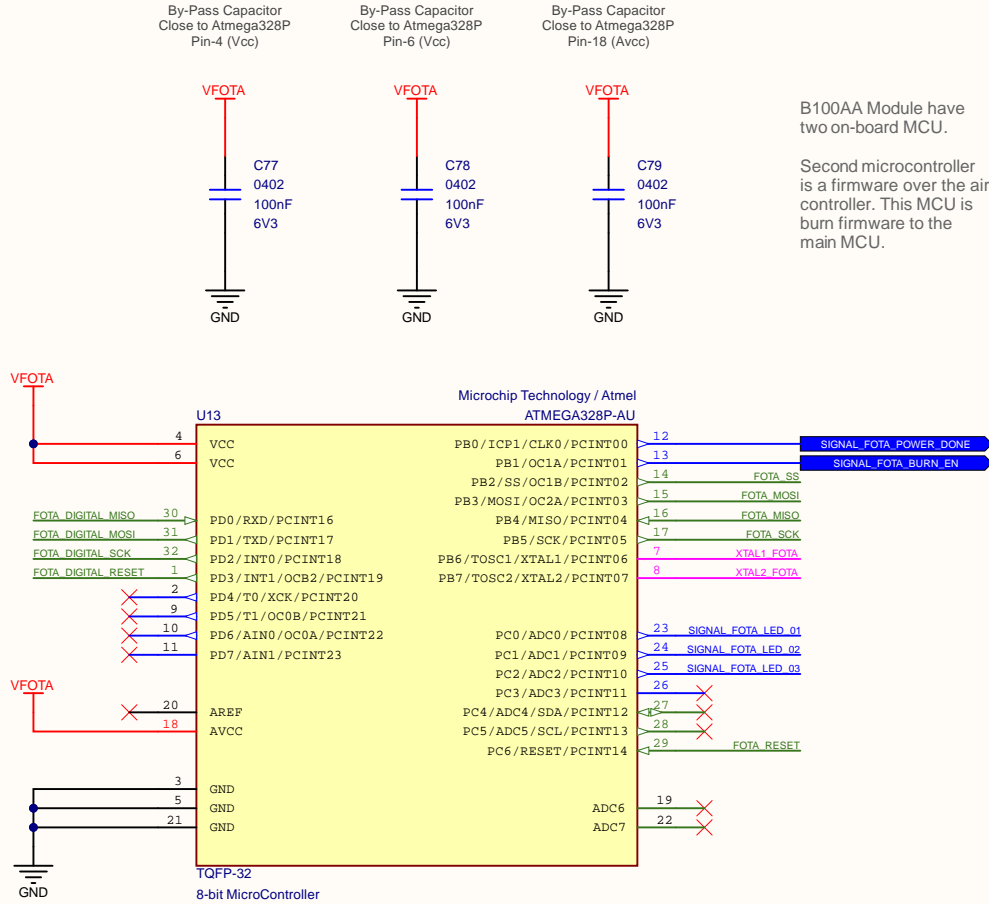 By-Pass Capacitor
Close to Atmega328P
Pin-4 (Vcc)
By-Pass Capacitor
Close to Atmega328P
Pin-6 (Vcc)
By-Pass Capacitor
Close to Atmega328P
Pin-18 (Avcc)
VFOTA
C77
0402
100nF
6V3
GND
VFOTA
C78
0402
100nF
6V3
GND
VFOTA
C79
0402
100nF
6V3
GND
B100AA Module have
two on-board MCU.
Second microcontroller
is a firmware over the air
controller. This MCU is
burn firmware to the
main MCU.
VFOTA
Microchip Technology / Atmel
U13
ATMEGA328P-AU
4 VCC
6 VCC
FOTA_DIGITAL_MISO 30 PD0/RXD/PCINT16
FOTA_DIGITAL_MOSI 31 PD1/TXD/PCINT17
FOTA_DIGITAL_SCK 32 PD2/INT0/PCINT18
FOTA_DIGITAL_RESET 1 PD3/INT1/OCB2/PCINT19
2 PD4/T0/XCK/PCINT20
9 PD5/T1/OC0B/PCINT21
10 PD6/AIN0/OC0A/PCINT22
11 PD7/AIN1/PCINT23
VFOTA
20 AREF
18 AVCC
3 GND
5 GND
21 GND
GND
PB0/ICP1/CLK0/PCINT00 12 SIGNAL_FOTA_POWER_DONE
PB1/OC1A/PCINT01 13 SIGNAL_FOTA_BURN_EN
PB2/SS/OC1B/PCINT02 14 FOTA_SS
PB3/MOSI/OC2A/PCINT03 15 FOTA_MOSI
PB4/MISO/PCINT04 16 FOTA_MISO
PB5/SCK/PCINT05 17 FOTA_SCK
PB6/TOSC1/XTAL1/PCINT06 7 XTAL1_FOTA
PB7/TOSC2/XTAL2/PCINT07 8 XTAL2_FOTA
PC0/ADC0/PCINT08 23 SIGNAL_FOTA_LED_01
PC1/ADC1/PCINT09 24 SIGNAL_FOTA_LED_02
PC2/ADC2/PCINT10 25 SIGNAL_FOTA_LED_03
PC3/ADC3/PCINT11 26
PC4/ADC4/SDA/PCINT12 27
PC5/ADC5/SCL/PCINT13 28
PC6/RESET/PCINT14 29 FOTA_RESET
ADC6 19
ADC7 22
TQFP-32
8-bit MicroController